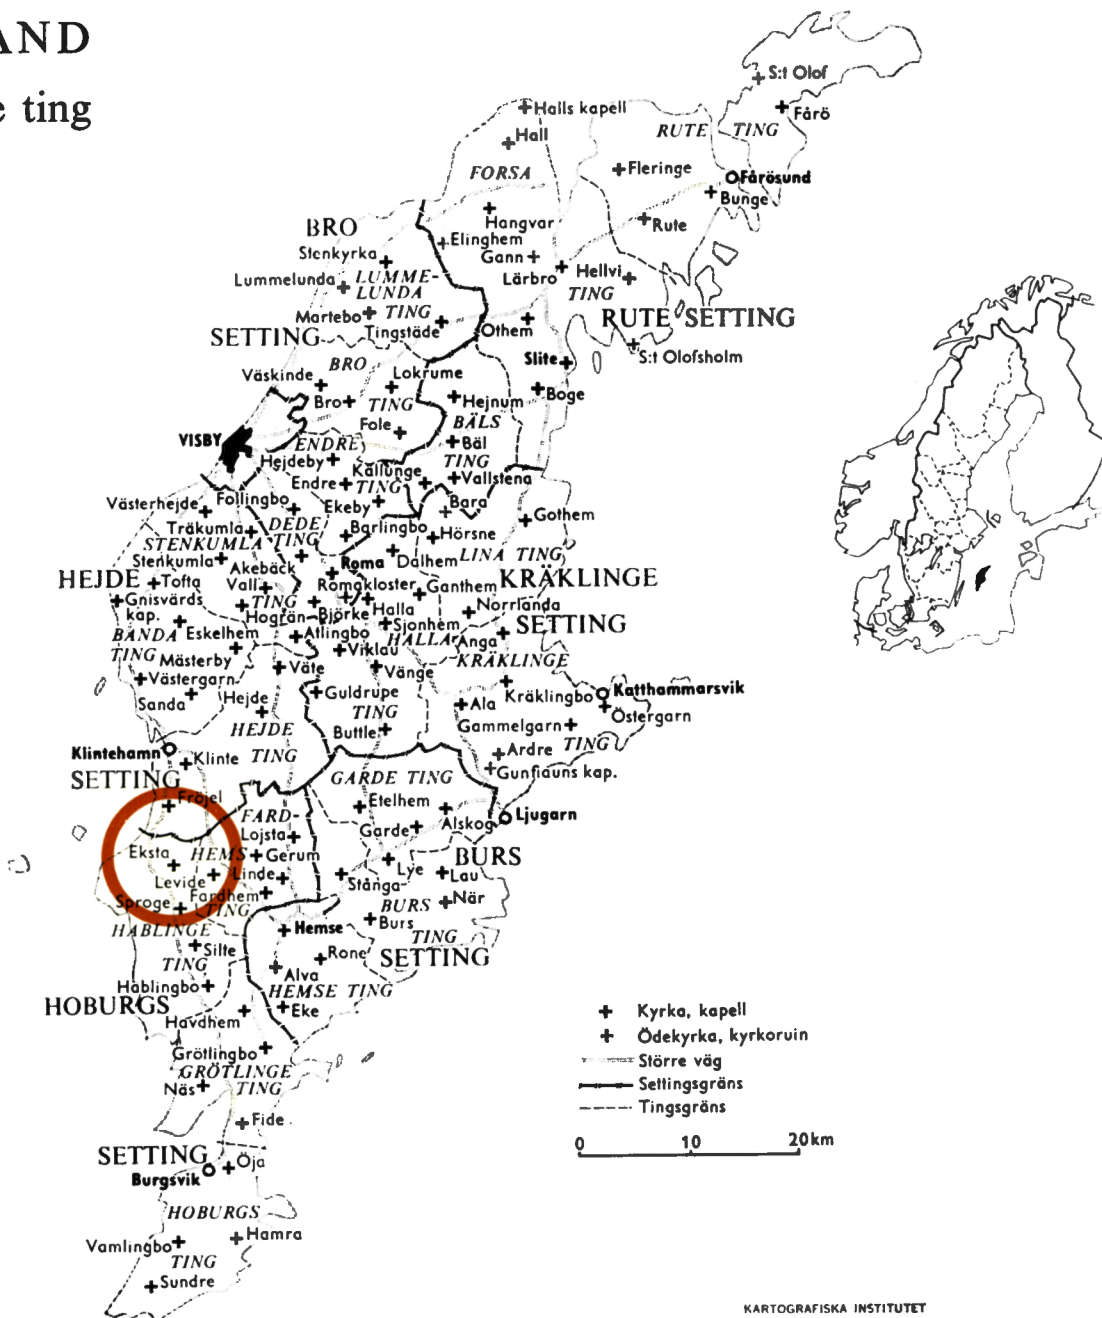 AND
e ting
S:t Olof
Fårö
Halls kapell
Hall
RUTE TING
FORSA
Fleringe
Fårösund
Bunge
BRO
Hangvar
Rute
Stenkyrka
Elinghem
Gann
Lärbro
Hellvi
TING
Lummelunda
LUMME-
LUNDA
TING
Martebo
Tingstäde
Othem
RUTE SETTING
SETTING
S:t Olofsholm
BRO
Slite
Väskinde
Lokrume
Bro
TING
Hejnum
Boge
Fole
BÄLS
VISBY
ENDRE
Bäl
Hejdeby
TING
Endre
Källunge
TING
Vallstena
Västerhejde
Follingbo
Ekeby
Bara
Gothem
Träkumla
DEDE
TING
Barlingbo
Hörsne
STENKUMLA
Stenkumla
Akebäck
Roma
Dalhem
LINA TING
HEJDE
Tofta
Vall
Romakloster
Ganthem
KRÄKLINGE
Gnisvärds
kap.
TING
Hogrän
Björke
Halla
Norrlanda
SETTING
BANDA
Eskelhem
Atlingbo
Sjonhem
HALLA
Anga
TING
Mästerby
Viklau
KRÄKLINGE
Västergarn
Väte
Vänge
Sanda
Hejde
Guldrupe
Kräklingbo
Katthammarsvik
Ala
Östergarn
HEJDE
TING
Buttle
Gammelgarn
Klintehamn
Klinte
TING
Ardre
TING
SETTING
Gunfiauns kap.
GARDE TING
Fröjel
FARD-
Etelhem
Lojsta
Garde
Alskog
Ljugarn
Eksta
HEMS
Gerum
Lye
BURS
Levide
Linde
Stånga
Lau
Sproge
Fardhem
TING
BURS
När
HABLINGE
Hemse
Burs
TING
Silte
TING
Rone
SETTING
Alva
Hablingbo
HEMSE TING
HOBURGS
Havdhem
Eke
Grötlingbo
GRÖTLINGE
Näs
TING
Fide
SETTING
Öja
Burgsvik
HOBURGS
Vamlingbo
Hamra
TING
Sundre
Kyrka, kapell
Ödekyrka, kyrkoruin
Större väg
Settingsgräns
Tingsgräns
0 10 20km
KARTOGRAFISKA INSTITUTET